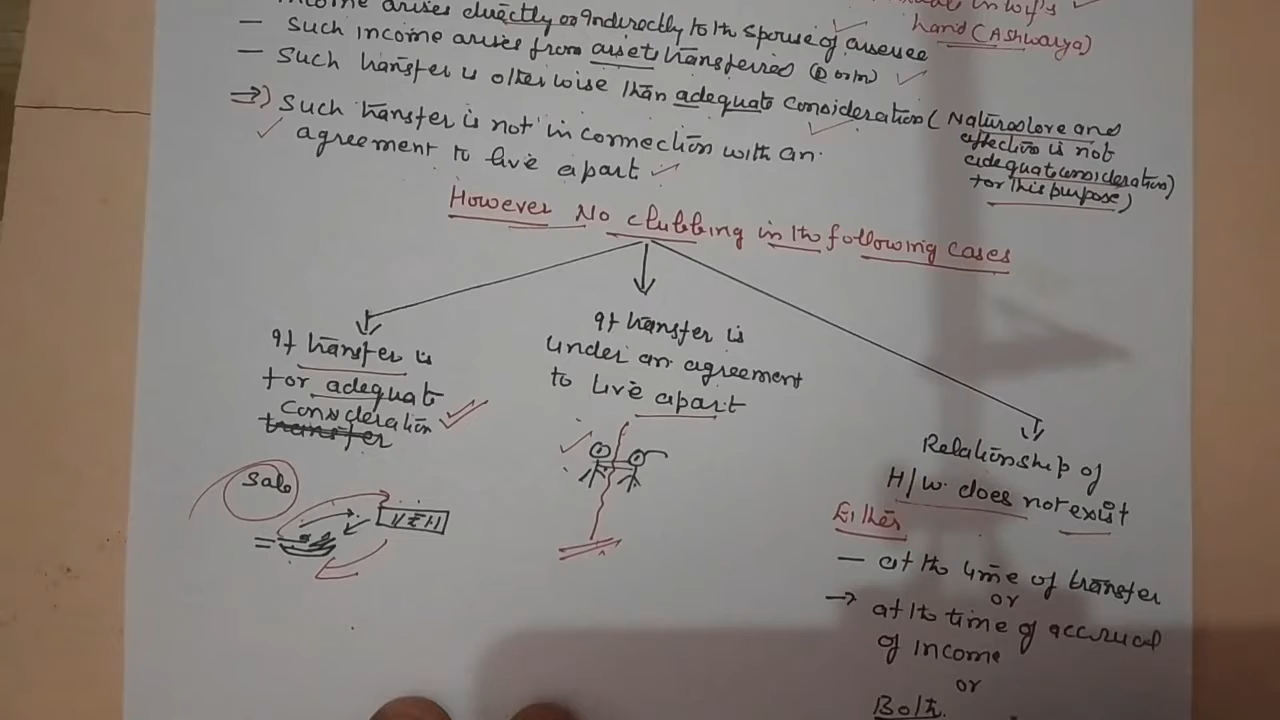 in wife's
hand (Ashwarya)
Income arises directly or Indirectly to the spouse of assessee
- Such income arises from assets transferred (D or In)
- Such transfer is otherwise than adequate consideration ( Natural love and
affection is not
adequate consideration)
for this purpose)
⇒) Such transfer is not in connection with an
agreement to live apart
However No clubbing in the following cases
If transfer is
for adequate
consideration
transfer
Sale
If transfer is
under an agreement
to live apart
Relationship of
H/W does not exist
Either
- at the time of transfer
or
→ at the time of accrual
of income
or
Both.